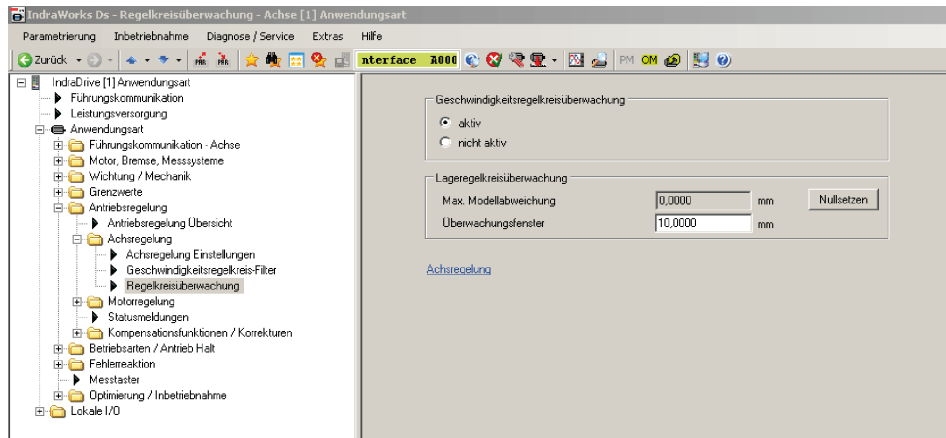 IndraWorks Ds - Regelkreisüberwachung - Achse [1] Anwendungsart
Parametrierung Inbetriebnahme Diagnose / Service Extras Hilfe
Zurück PAR. PAR. nterface A000 PM OM
IndraDrive [1] Anwendungsart
Führungskommunikation
Leistungsversorgung
Anwendungsart
Führungskommunikation - Achse
Motor, Bremse, Messsysteme
Wichtung / Mechanik
Grenzwerte
Antriebsregelung
Antriebsregelung Übersicht
Achsregelung
Achsregelung Einstellungen
Geschwindigkeitsregelkreis-Filter
Regelkreisüberwachung
Motorregelung
Statusmeldungen
Kompensationsfunktionen / Korrekturen
Betriebsarten / Antrieb Halt
Fehlerreaktion
Messtaster
Optimierung / Inbetriebnahme
Lokale I/O
Geschwindigkeitsregelkreisüberwachung
aktiv
nicht aktiv
Lageregelkreisüberwachung
Max. Modellabweichung 0,0000 mm Nullsetzen
Überwachungsfenster 10,0000 mm
Achsregelung